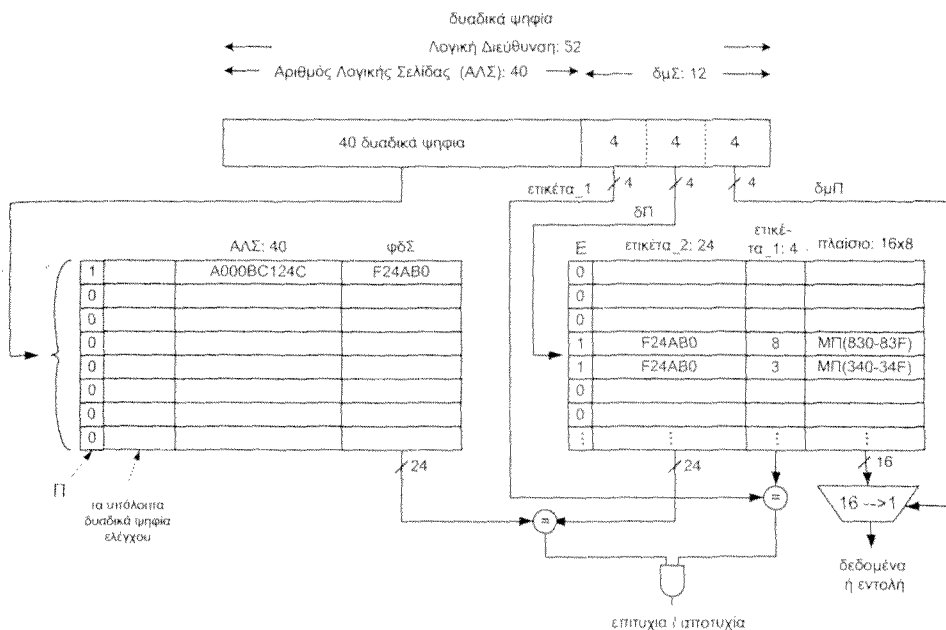 δυαδικά ψηφία
Λογική Διεύθυνση: 52
Αριθμός Λογικής Σελίδας (ΑΛΣ): 40
δμΣ: 12
40 δυαδικά ψηφια
4
4
4
ετικέτα_1
4
4
4
δμΠ
δΠ
ΑΛΣ: 40
φδΣ
Ε
ετικέτα_2: 24
ετικέ-
τα_1: 4
πλαίσιο: 16x8
1
A000BC124C
F24AB0
0
0
0
0
0
0
0
0
0
0
1
F24AB0
8
ΜΠ(830-83F)
1
F24AB0
3
ΜΠ(340-34F)
0
0
24
24
16
Π
τα υπόλοιπα
δυαδικά ψηφία
ελέγχου
=
=
16 -->1
δεδομένα
ή εντολή
επιτυχια / αποτυχία